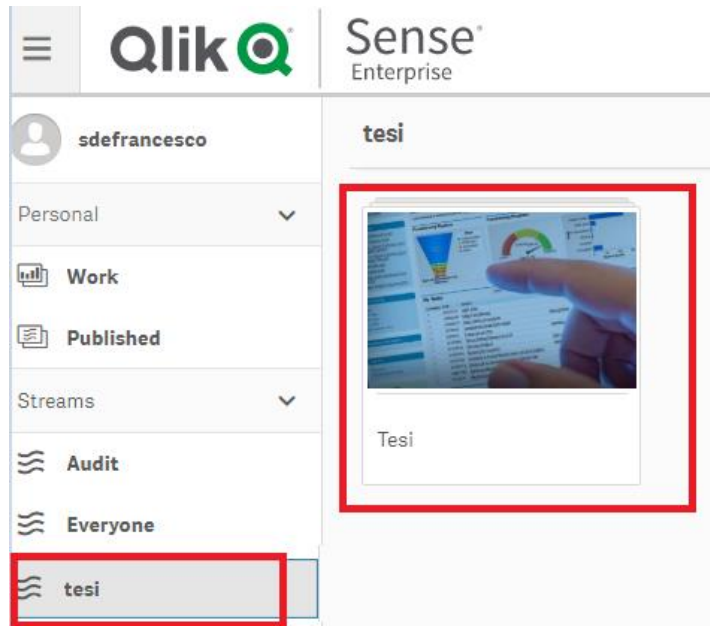 Qlik Sense®
Enterprise
sdefrancesco
tesi
Personal
Work
Published
Streams
Audit
Everyone
tesi
Tesi